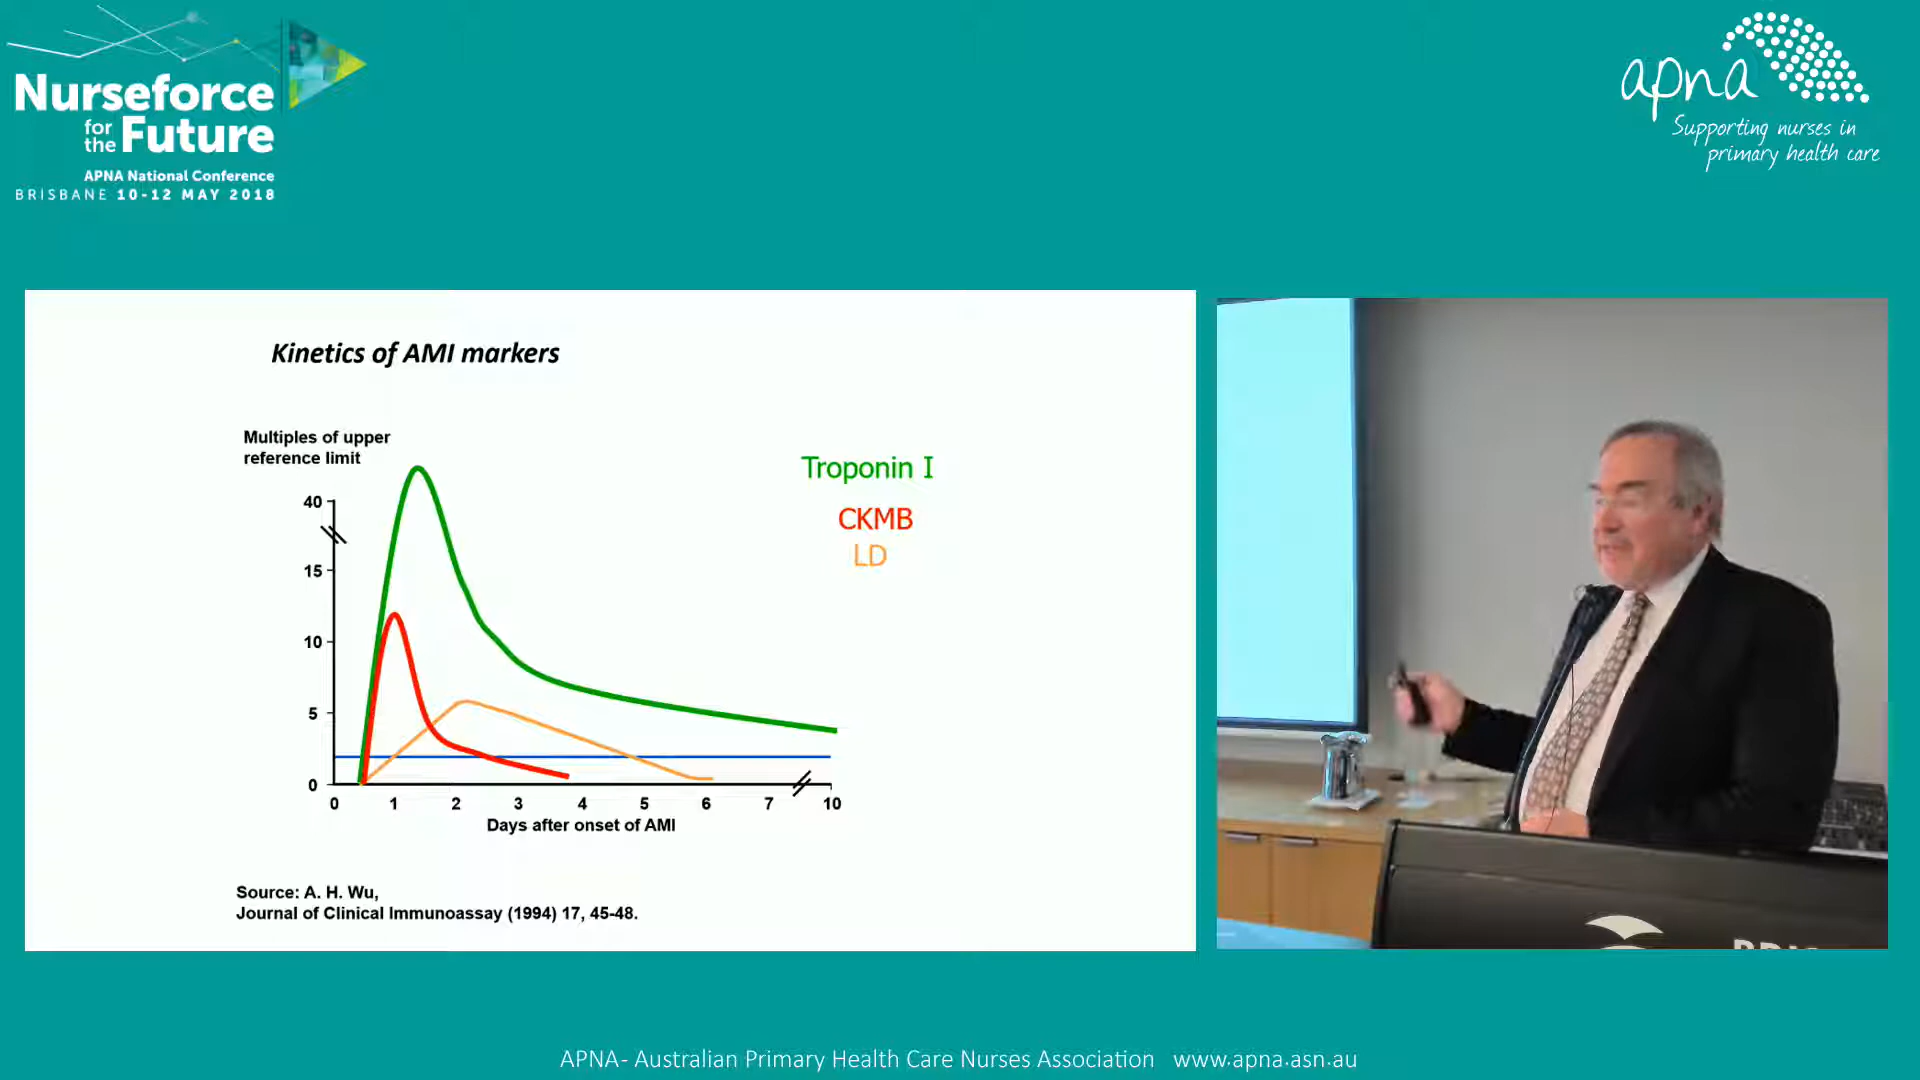 Nurseforce
for
the Future
APNA National Conference
BRISBANE 10-12 MAY 2018
apna
Supporting nurses in
primary health care
Kinetics of AMI markers
Multiples of upper
reference limit
40
15
10
5
0
0 1 2 3 4 5 6 7 10
Days after onset of AMI
Troponin I
CKMB
LD
Source: A. H. Wu,
Journal of Clinical Immunoassay (1994) 17, 45-48.
APNA- Australian Primary Health Care Nurses Association www.apna.asn.au